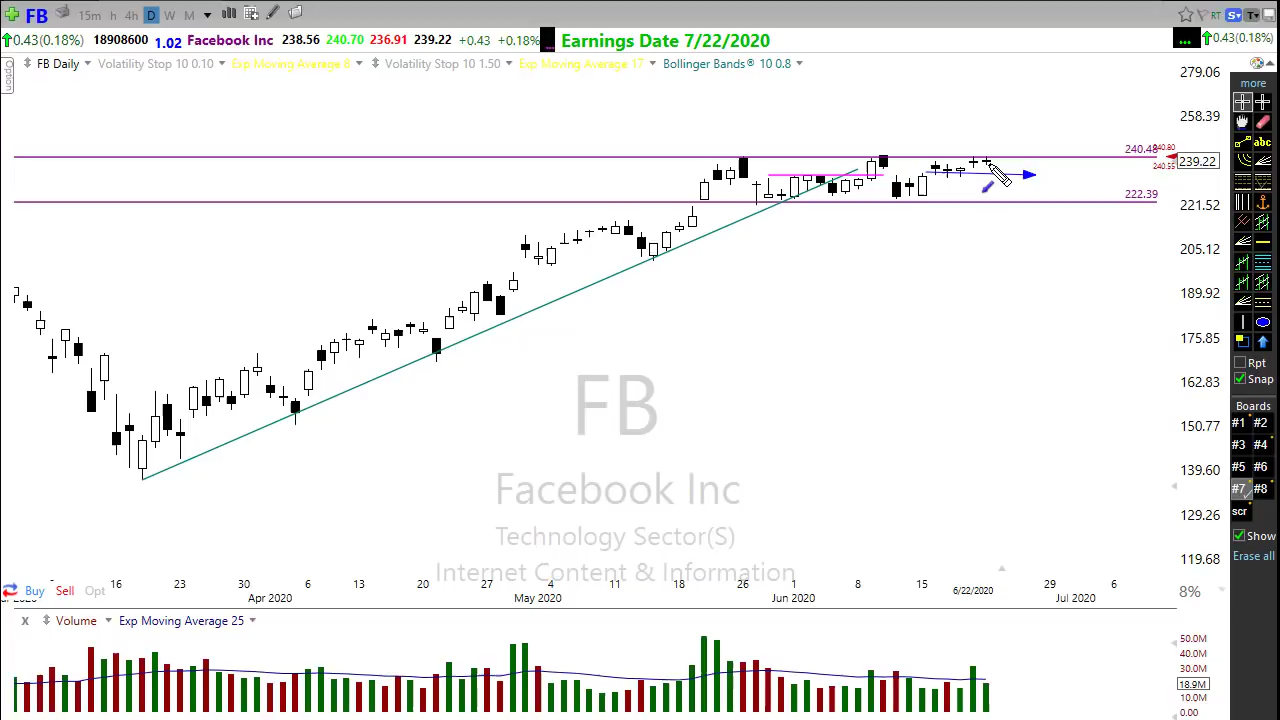 FB 15m h 4h D W M RT S T
0.43(0.18%) 18908600 1.02 Facebook Inc 238.56 240.70 236.91 239.22 +0.43 +0.18% Earnings Date 7/22/2020 ... 0.43(0.18%)
Option FB Daily Volatility Stop 10 0.10 Exp Moving Average 8 Volatility Stop 10 1.50 Exp Moving Average 17 Bollinger Bands® 10 0.8
279.06
258.39
240.48
240.80
239.22
240.55
222.39
221.52
205.12
189.92
175.85
162.83
150.77
139.60
129.26
119.68
FB
Facebook Inc
Technology Sector(S)
Internet Content & Information
16 23 30 6 13 20 27 4 11 18 26 1 8 15 6/22/2020 29 6
Apr 2020 May 2020 Jun 2020 Jul 2020
8%
Buy Sell Opt
x Volume Exp Moving Average 25
50.0M
40.0M
30.0M
18.9M
10.0M
0.00
more
abc
Rpt
Snap
Boards
#1 #2
#3 #4
#5 #6
#7 #8
scr
Show
Erase all